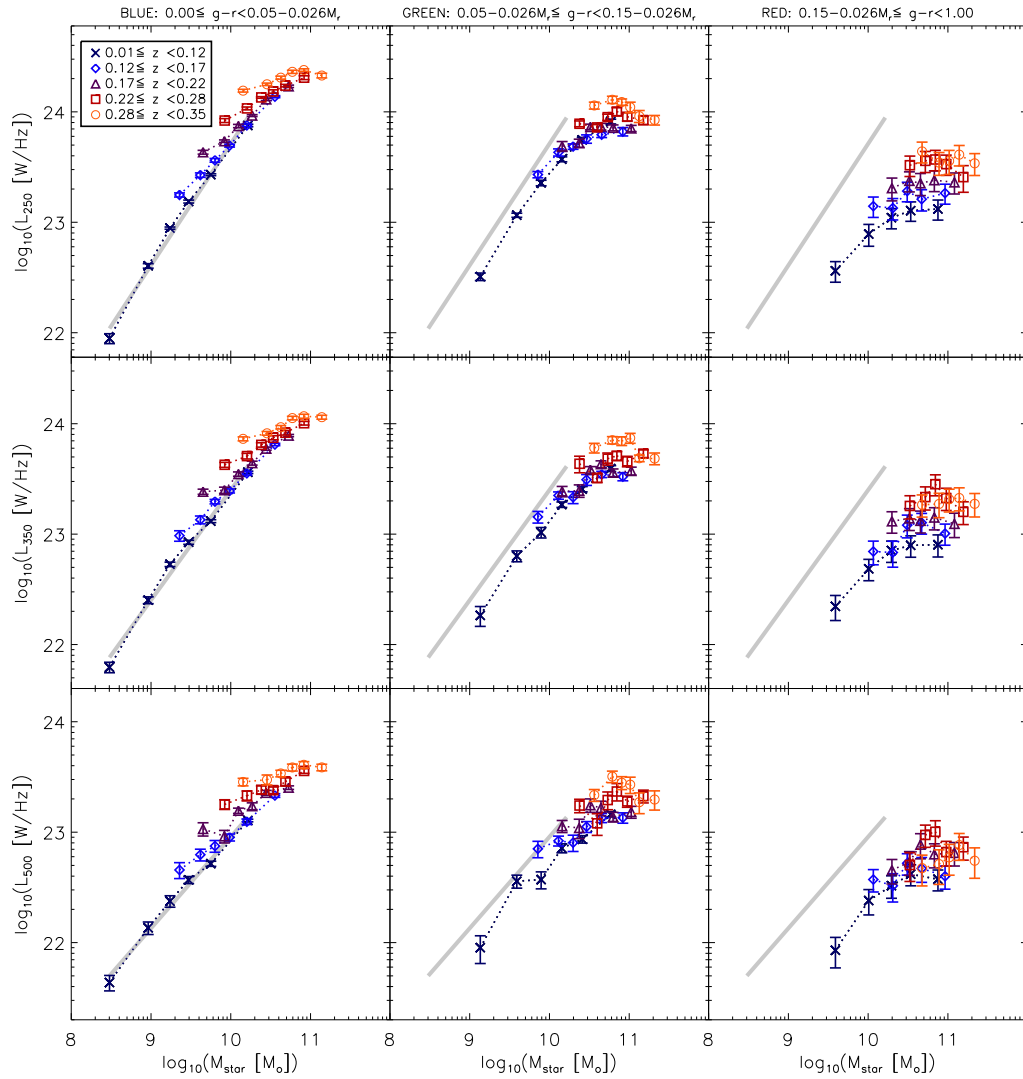 BLUE: 0.00≦ g-r<0.05-0.026Mᵣ
GREEN: 0.05-0.026Mᵣ≦ g-r<0.15-0.026Mᵣ
RED: 0.15-0.026Mᵣ≦ g-r<1.00
0.01≦ z <0.12
0.12≦ z <0.17
0.17≦ z <0.22
0.22≦ z <0.28
0.28≦ z <0.35
24
23
22
log₁₀(L₂₅₀ [W/Hz])
24
23
22
log₁₀(L₃₅₀ [W/Hz])
24
23
22
log₁₀(L₅₀₀ [W/Hz])
8 9 10 11 8 9 10 11 8 9 10 11
log₁₀(Mstar [Mₒ]) log₁₀(Mstar [Mₒ]) log₁₀(Mstar [Mₒ])